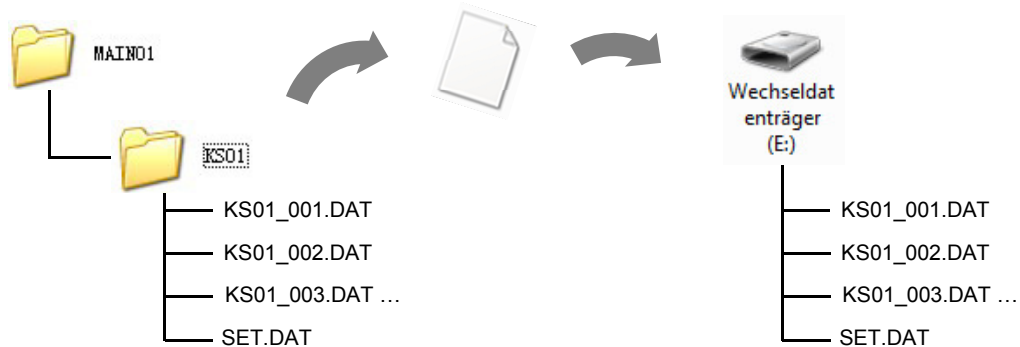 MAIN01
KS01
KS01_001.DAT
KS01_002.DAT
KS01_003.DAT …
SET.DAT
Wechseldat
enträger
(E:)
KS01_001.DAT
KS01_002.DAT
KS01_003.DAT …
SET.DAT